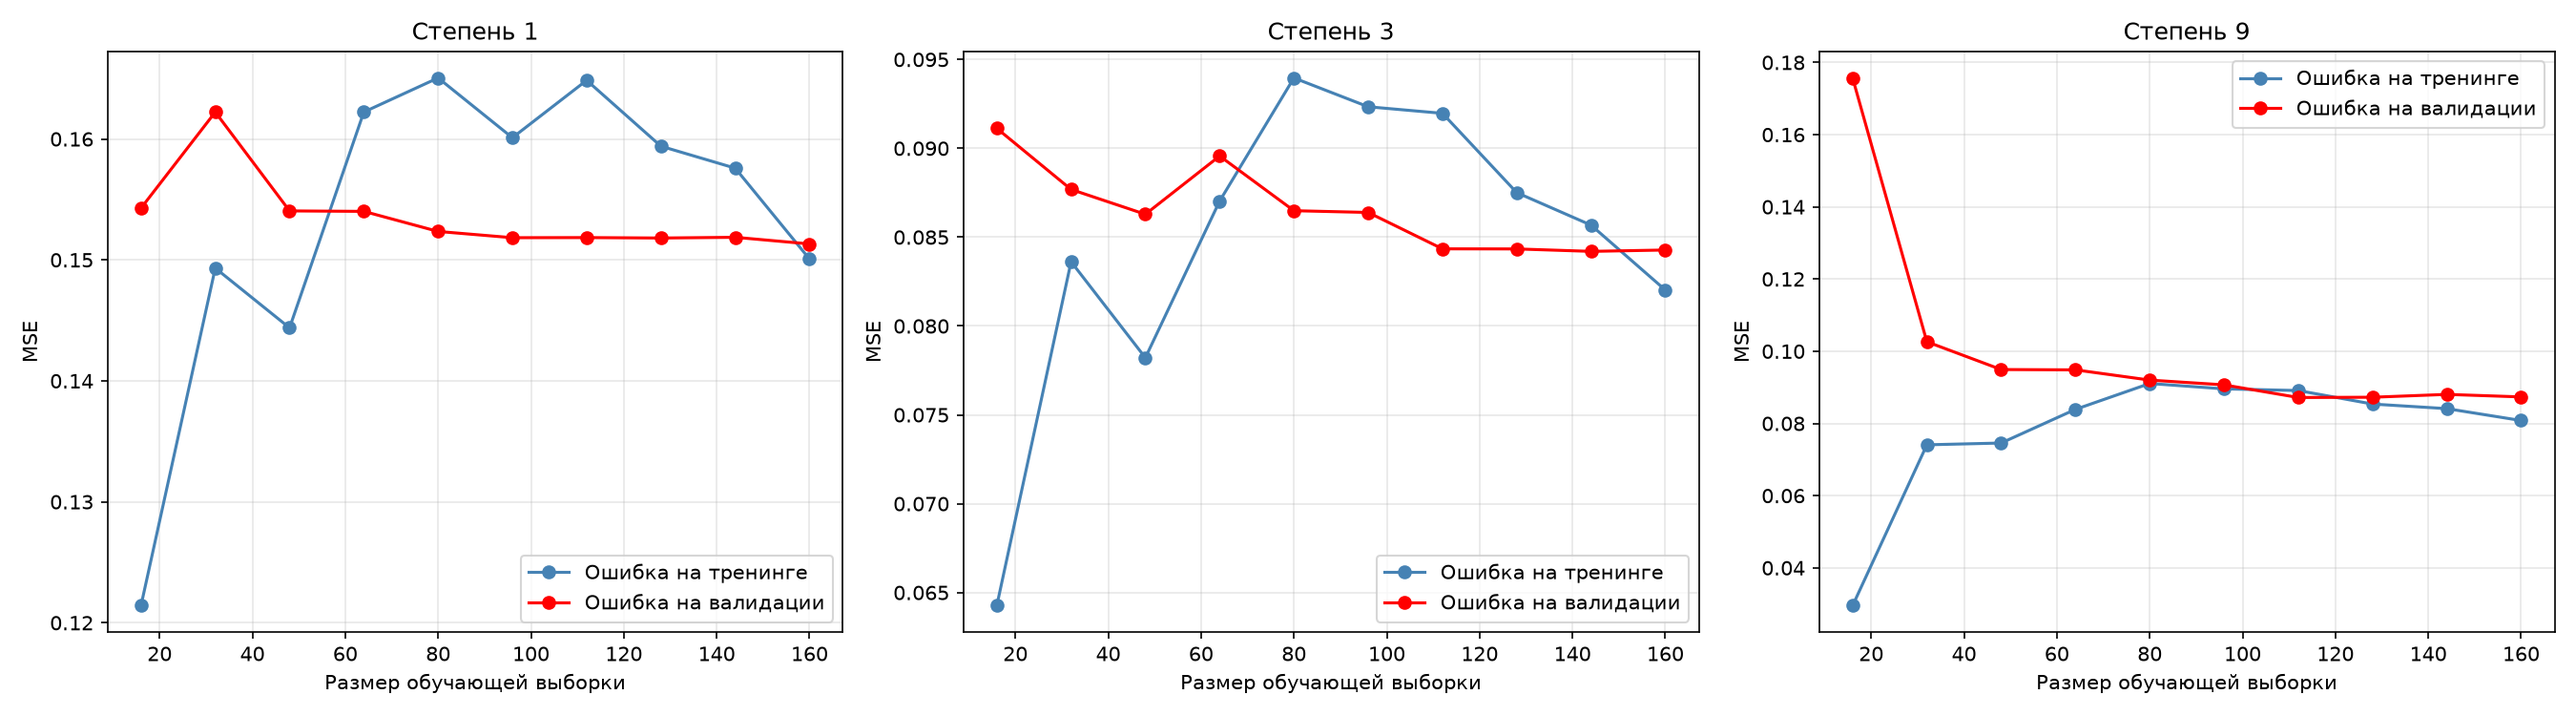 Степень 1
MSE
0.16
0.15
0.14
0.13
0.12
20 40 60 80 100 120 140 160
Размер обучающей выборки
Ошибка на тренинге
Ошибка на валидации
Степень 3
MSE
0.095
0.090
0.085
0.080
0.075
0.070
0.065
20 40 60 80 100 120 140 160
Размер обучающей выборки
Ошибка на тренинге
Ошибка на валидации
Степень 9
MSE
0.18
0.16
0.14
0.12
0.10
0.08
0.06
0.04
20 40 60 80 100 120 140 160
Размер обучающей выборки
Ошибка на тренинге
Ошибка на валидации